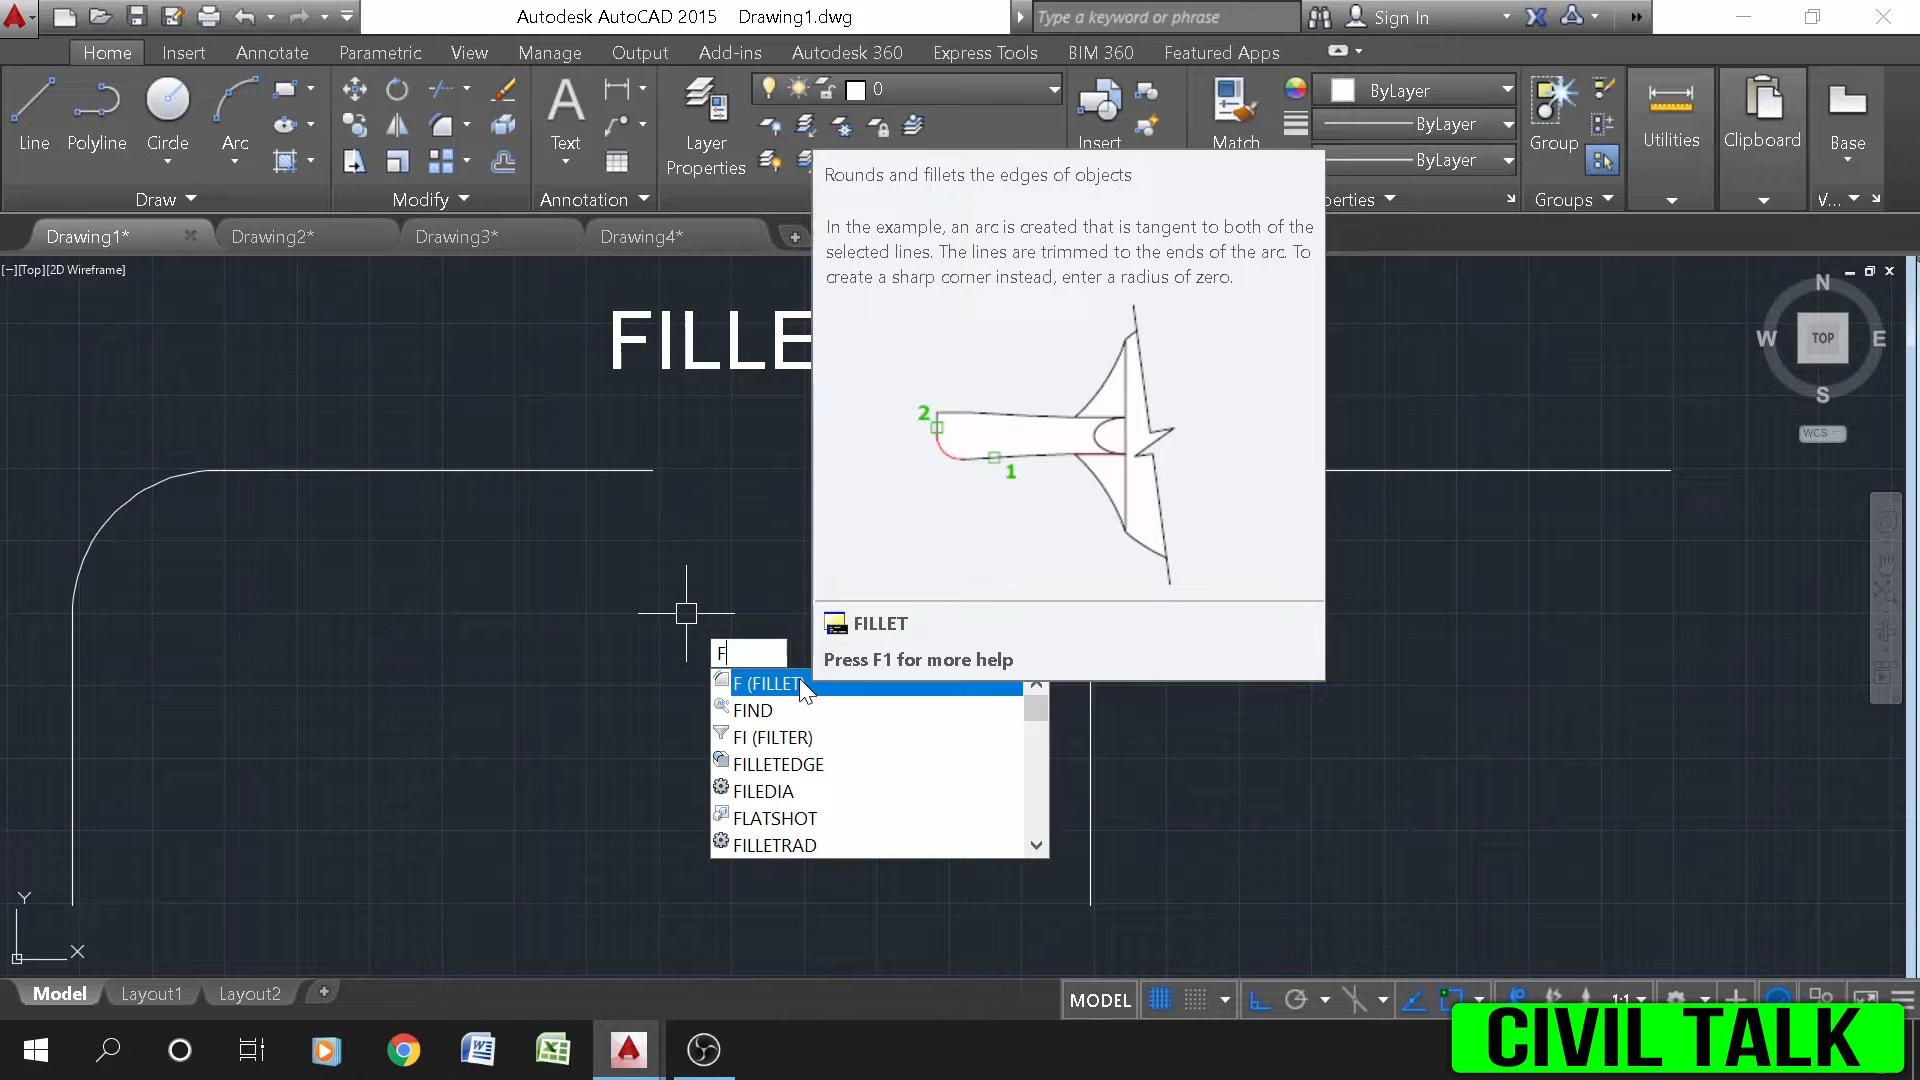 Autodesk AutoCAD 2015 Drawing1.dwg
Type a keyword or phrase
Sign In
Home
Insert
Annotate
Parametric
View
Manage
Output
Add-ins
Autodesk 360
Express Tools
BIM 360
Featured Apps
Line
Polyline
Circle
Arc
Text
Layer
Properties
0
Insert
Match
ByLayer
ByLayer
ByLayer
Group
Utilities
Clipboard
Base
Draw
Modify
Annotation
perties
Groups
V...
Drawing1*
Drawing2*
Drawing3*
Drawing4*
[−][Top][2D Wireframe]
Rounds and fillets the edges of objects
In the example, an arc is created that is tangent to both of the
selected lines. The lines are trimmed to the ends of the arc. To
create a sharp corner instead, enter a radius of zero.
2
1
FILLET
Press F1 for more help
FILLE
N
W
TOP
E
S
WCS
F
F (FILLET
FIND
FI (FILTER)
FILLETEDGE
FILEDIA
FLATSHOT
FILLETRAD
Y
X
Model
Layout1
Layout2
MODEL
1:1
CIVIL TALK